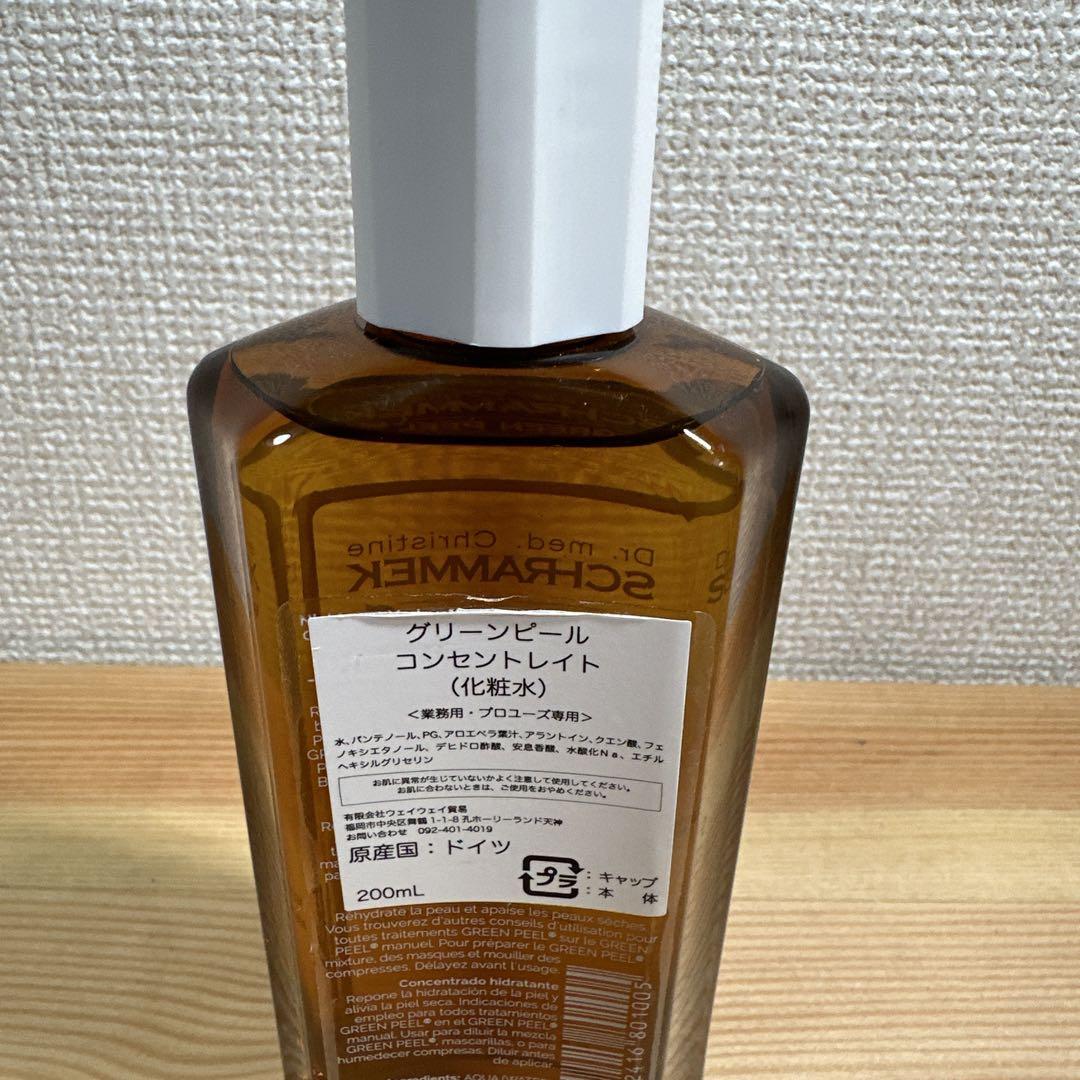 Dr. med. Christine
SCHRAMMEK
グリーンピール
コンセントレイト
(化粧水)
<業務用・プロユーズ専用>
水、パンテノール、PG、アロエベラ葉汁、アラントイン、クエン酸、フェ
ノキシエタノール、デヒドロ酢酸、安息香酸、水酸化Na、エチル
ヘキシルグリセリン
お肌に異常が生じていないかよく注意して使用してください。
お肌に合わないときは、ご使用をおやめください。
有限会社ウェイウェイ貿易
福岡市中央区舞鶴 1-1-8 孔ホーリーランド天神
お問い合わせ 092-401-4019
原産国：ドイツ
200mL
プラ
：キャップ
：本 体
Réhydrate la peau et apaise les peaux sèches.
Vous trouverez d'autres conseils d'utilisation pour
toutes traitements GREEN PEEL® sur le GREEN
PEEL® manuel. Pour préparer le GREEN PEEL®
mixture, des masques et mouiller des
compresses. Délayez avant l'usage.
Concentrado hidratante
Repone la hidratación de la piel y
alivia la piel seca. Indicaciones de
empleo para todos tratamientos
GREEN PEEL® en el GREEN PEEL®
manual. Usar para diluir la mezcla
GREEN PEEL®, mascarillas, o para
humedecer compresas. Diluir antes
de aplicar.
2416 801005